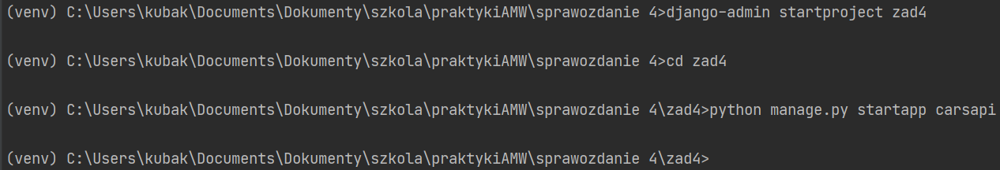 (venv) C:\Users\kubak\Documents\Dokumenty\szkola\praktykiAMW\sprawozdanie 4>django-admin startproject zad4
(venv) C:\Users\kubak\Documents\Dokumenty\szkola\praktykiAMW\sprawozdanie 4>cd zad4
(venv) C:\Users\kubak\Documents\Dokumenty\szkola\praktykiAMW\sprawozdanie 4\zad4>python manage.py startapp carsapi
(venv) C:\Users\kubak\Documents\Dokumenty\szkola\praktykiAMW\sprawozdanie 4\zad4>